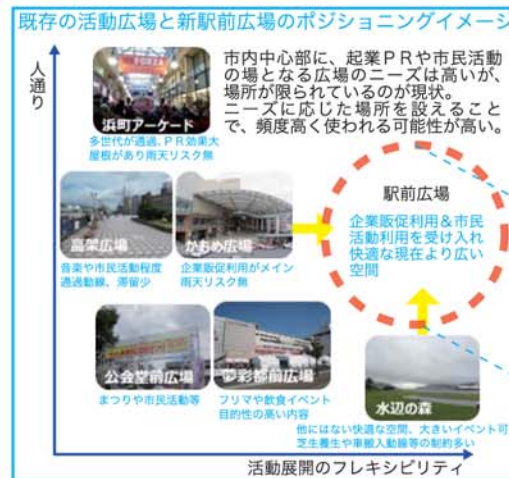 既存の活動広場と新駅前広場のポジショニングイメージ
人通り
市内中心部に、起業ＰＲや市民活動
の場となる広場のニーズは高いが、
場所が限られているのが現状。
ニーズに応じた場所を設えること
で、頻度高く使われる可能性が高い。
浜町アーケード
多世代が通過、ＰＲ効果大
屋根があり雨天リスク無
駅前広場
企業販促利用＆市民
活動利用を受け入れ
快適な現在より広い
空間
高架広場
音楽や市民活動程度
通過動線、滞留少
かもめ広場
企業販促利用がメイン
雨天リスク無
公会堂前広場
まつりや市民活動等
夢彩都前広場
フリマや飲食イベント
目的性の高い内容
水辺の森
他にはない快適な空間、大きいイベント可
芝生養生や車搬入動線等の制約多い
活動展開のフレキシビリティ